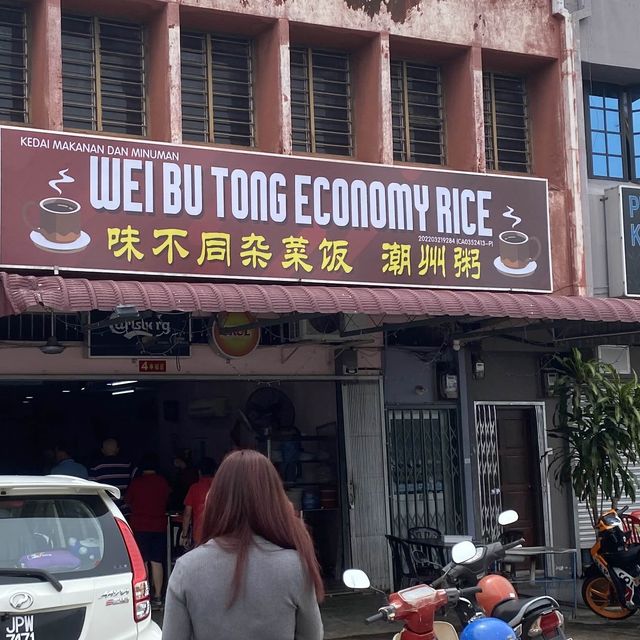 KEDAI MAKANAN DAN MINUMAN
WEI BU TONG ECONOMY RICE
202203219284 (CA0352413-P)
味不同杂菜饭 潮州粥
Carlsberg
JPW
7471